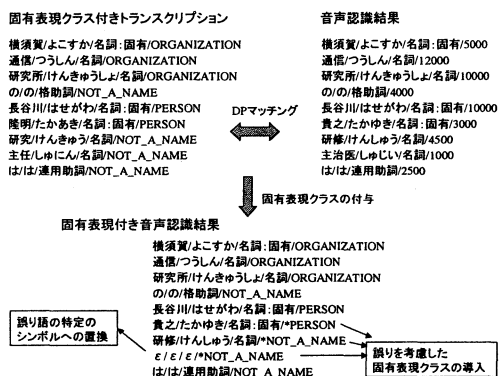 固有表現クラス付きトランスクリプション
横須賀/よこすか/名詞:固有/ORGANIZATION
通信/つうしん/名詞/ORGANIZATION
研究所/けんきゅうしょ/名詞/ORGANIZATION
の/の/格助詞/NOT_A_NAME
長谷川/はせがわ/名詞:固有/PERSON
隆明/たかあき/名詞:固有/PERSON
研究/けんきゅう/名詞/NOT_A_NAME
主任/しゅにん/名詞/NOT_A_NAME
は/は/連用助詞/NOT_A_NAME
DPマッチング
音声認識結果
横須賀/よこすか/名詞:固有/5000
通信/つうしん/名詞/12000
研究所/けんきゅうしょ/名詞/10000
の/の/格助詞/4000
長谷川/はせがわ/名詞:固有/10000
貴之/たかゆき/名詞:固有/3000
研修/けんしゅう/名詞/4500
主治医/しゅじい/名詞/1000
は/は/連用助詞/2500
固有表現クラスの付与
固有表現付き音声認識結果
横須賀/よこすか/名詞:固有/ORGANIZATION
通信/つうしん/名詞/ORGANIZATION
研究所/けんきゅうしょ/名詞/ORGANIZATION
の/の/格助詞/NOT_A_NAME
長谷川/はせがわ/名詞:固有/PERSON
貴之/たかゆき/名詞:固有/*PERSON
研修/けんしゅう/名詞/*NOT_A_NAME
ε/ε/ε/*NOT_A_NAME
は/は/連用助詞/NOT_A_NAME
誤り語の特定の
シンボルへの置換
誤りを考慮した
固有表現クラスの導入